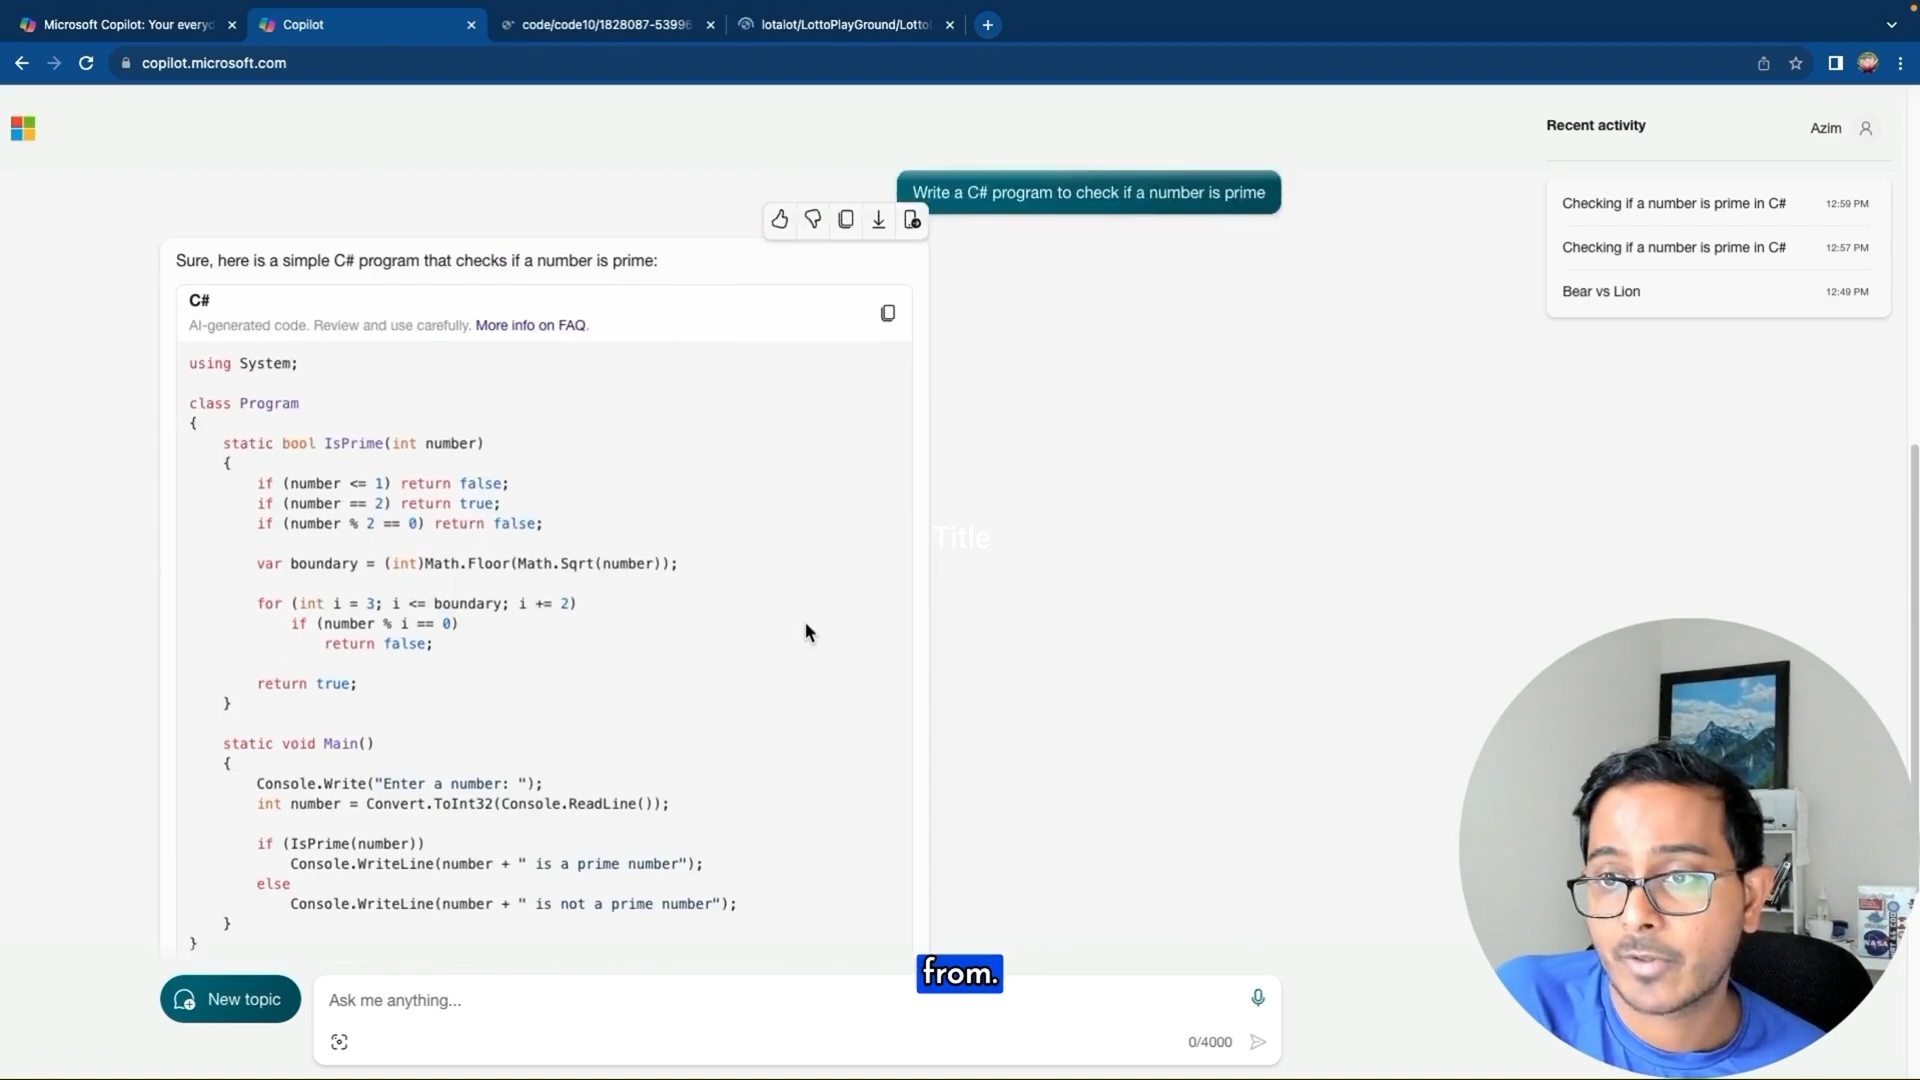 Microsoft Copilot: Your everyd
Copilot
code/code10/1828087-53996
lotalot/LottoPlayGround/Lotto
copilot.microsoft.com
Recent activity
Azim
Write a C# program to check if a number is prime
Checking if a number is prime in C# 12:59 PM
Checking if a number is prime in C# 12:57 PM
Bear vs Lion 12:49 PM
Sure, here is a simple C# program that checks if a number is prime:
C#
AI-generated code. Review and use carefully. More info on FAQ.
using System;
class Program
{
static bool IsPrime(int number)
{
if (number <= 1) return false;
if (number == 2) return true;
if (number % 2 == 0) return false;
var boundary = (int)Math.Floor(Math.Sqrt(number));
for (int i = 3; i <= boundary; i += 2)
if (number % i == 0)
return false;
return true;
}
static void Main()
{
Console.Write("Enter a number: ");
int number = Convert.ToInt32(Console.ReadLine());
if (IsPrime(number))
Console.WriteLine(number + " is a prime number");
else
Console.WriteLine(number + " is not a prime number");
}
}
Title
from.
New topic
Ask me anything...
0/4000
NASA